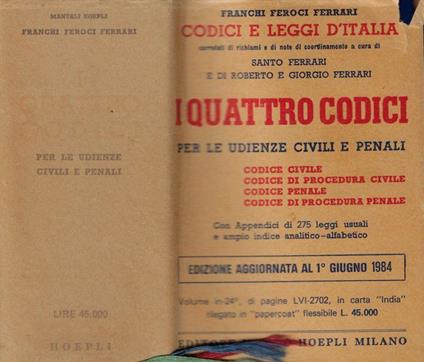 MANUALI HOEPLI
FRANCHI FEROCI FERRARI
PER LE UDIENZE
CIVILI E PENALI
LIRE 45.000
HOEPLI
FRANCHI FEROCI FERRARI
CODICI E LEGGI D'ITALIA
corredati di richiami e di note di coordinamento a cura di
SANTO FERRARI
E DI ROBERTO E GIORGIO FERRARI
I QUATTRO CODICI
PER LE UDIENZE CIVILI E PENALI
CODICE CIVILE
CODICE DI PROCEDURA CIVILE
CODICE PENALE
CODICE DI PROCEDURA PENALE
Con Appendici di 275 leggi usuali
e ampio indice analitico-alfabetico
EDIZIONE AGGIORNATA AL 1° GIUGNO 1984
Volume in-24°, di pagine LVI-2702, in carta "India"
rilegato in "papercoat" flessibile L. 45.000
EDITORE HOEPLI MILANO